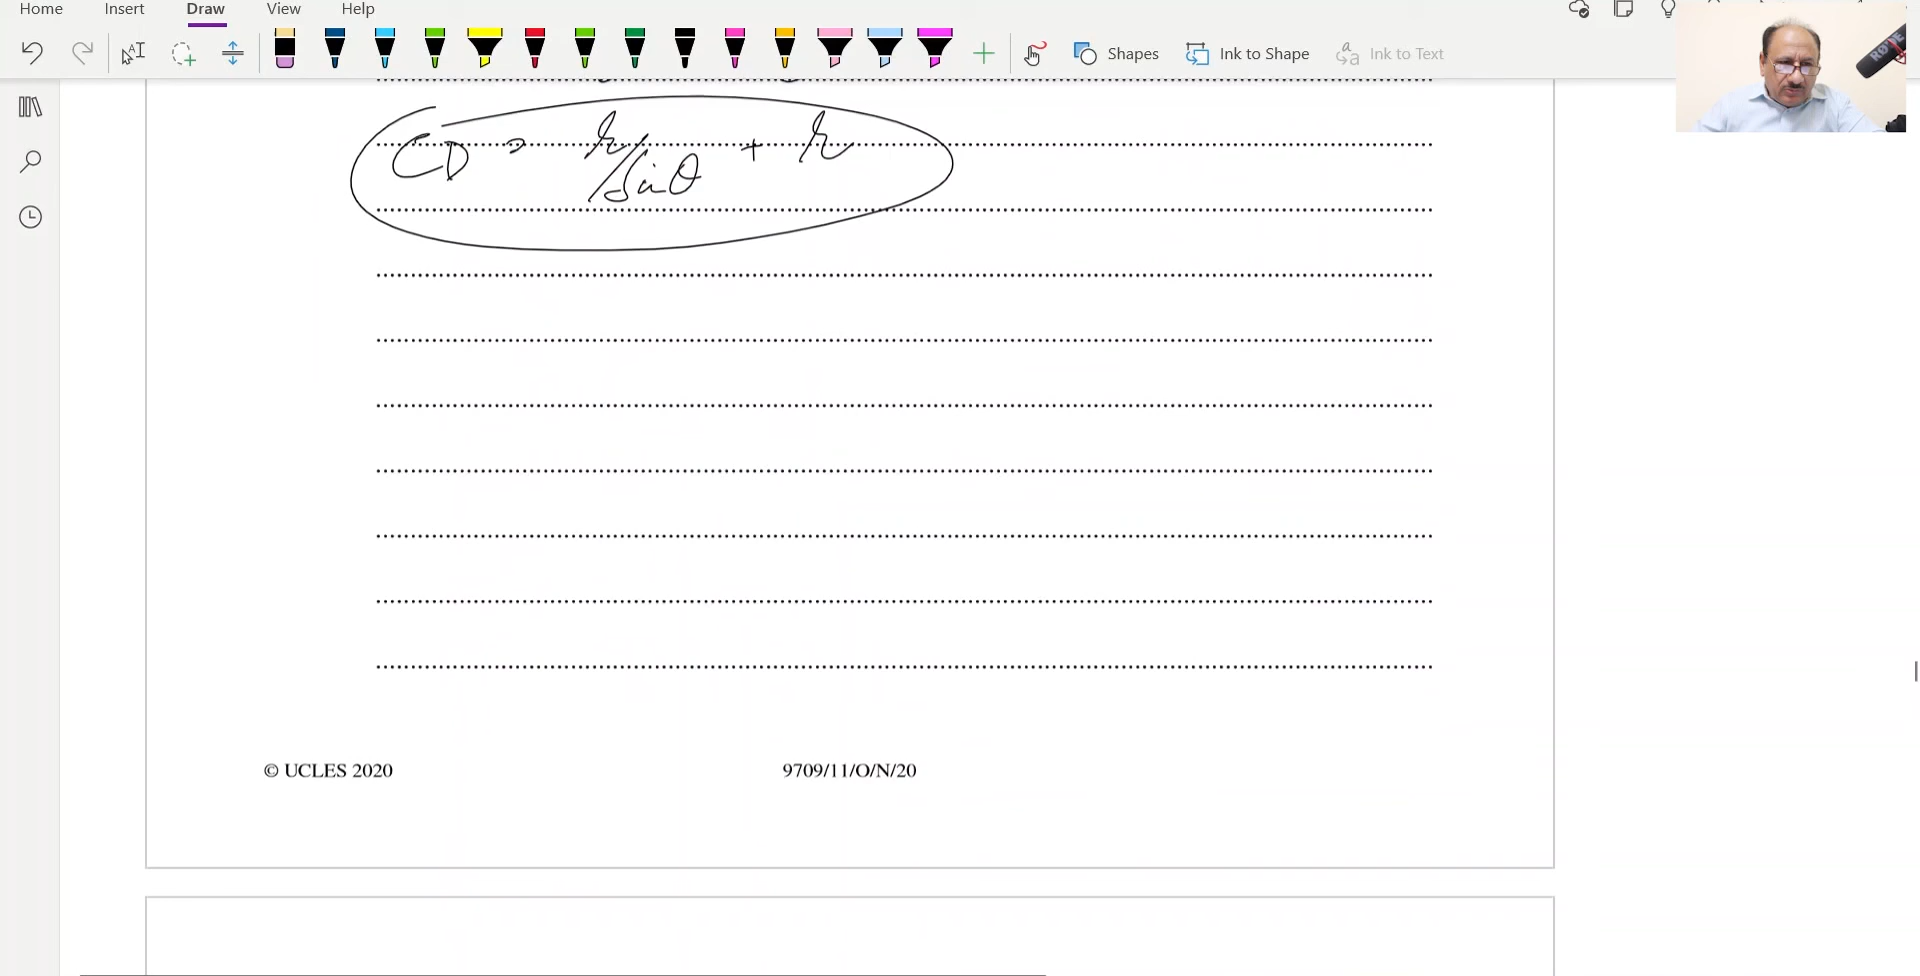 Home Insert Draw View Help
Shapes Ink to Shape Ink to Text
CD = r/sinθ + r
© UCLES 2020 9709/11/O/N/20
RØDE